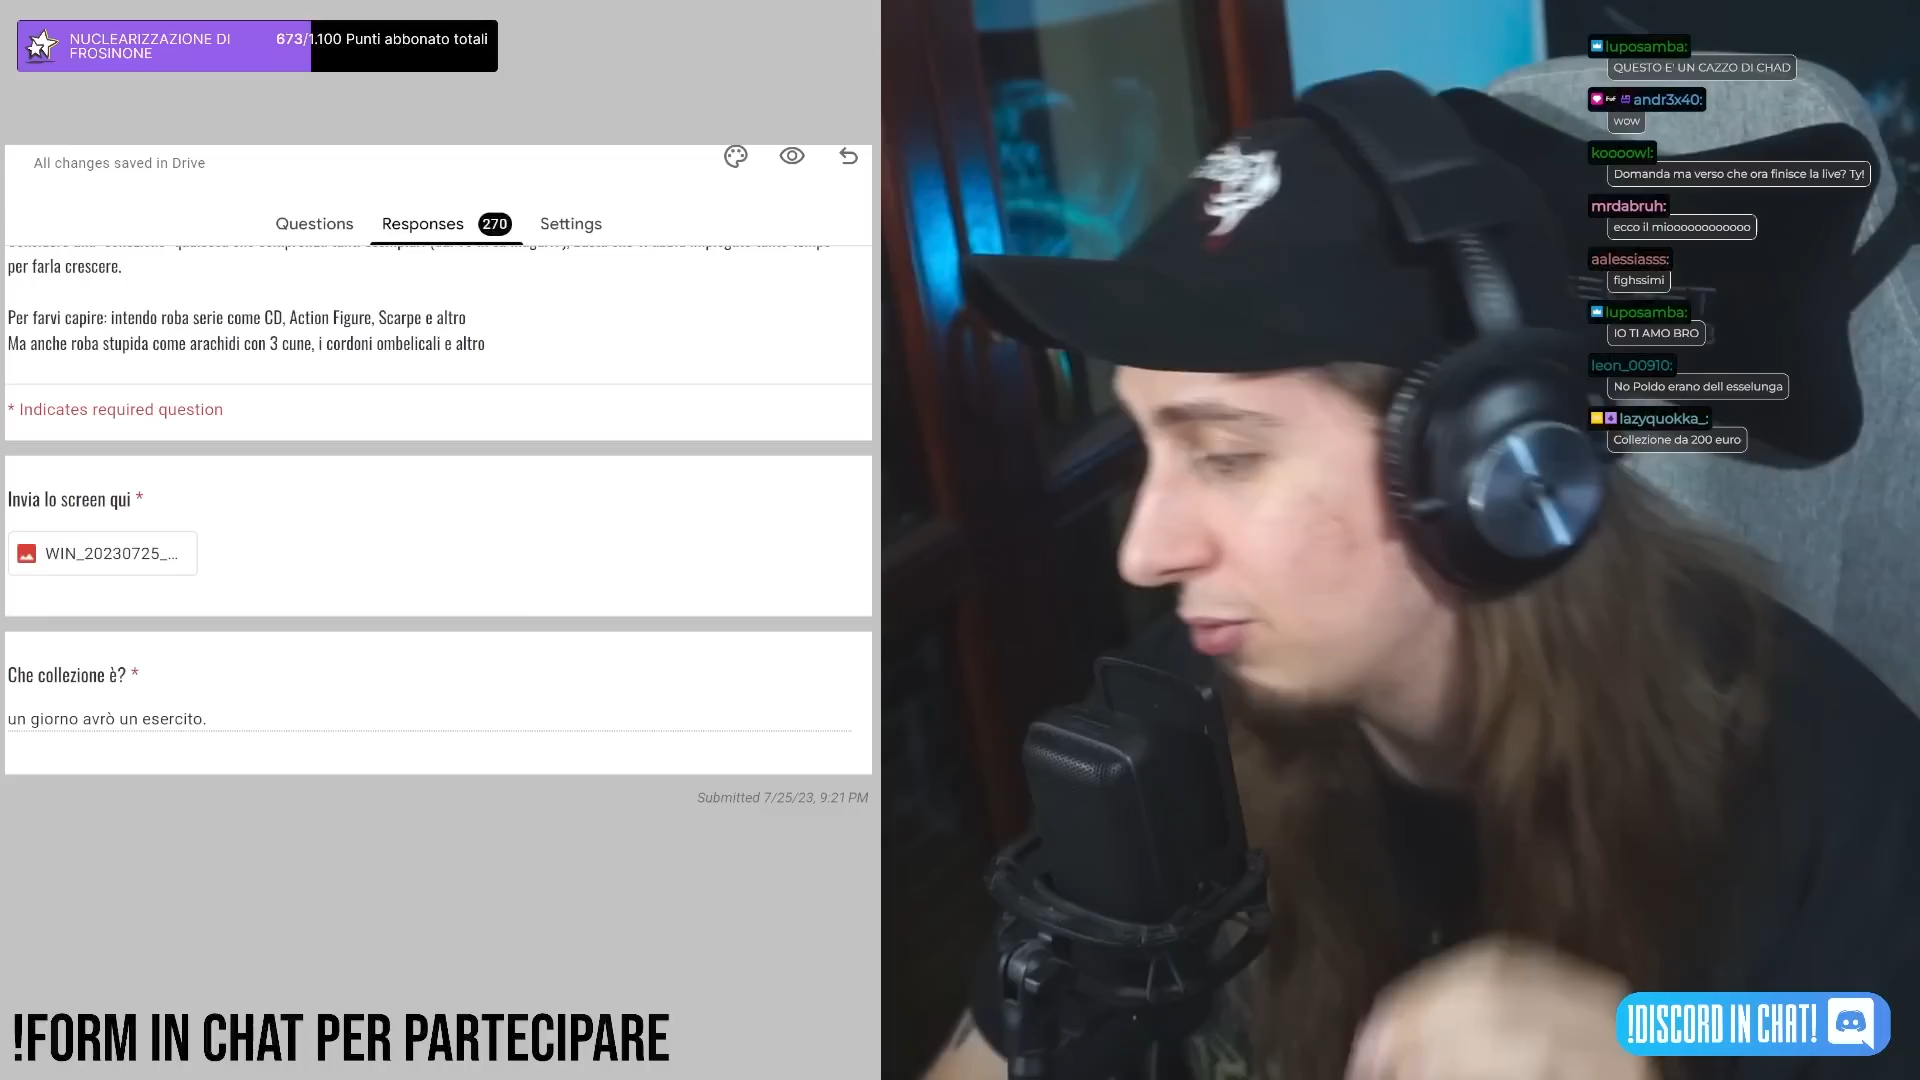 NUCLEARIZZAZIONE DI
FROSINONE
673/1.100 Punti abbonato totali
All changes saved in Drive
Questions
Responses 270
Settings
per farla crescere.
Per farvi capire: intendo roba serie come CD, Action Figure, Scarpe e altro
Ma anche roba stupida come arachidi con 3 cune, i cordoni ombelicali e altro
* Indicates required question
Invia lo screen qui *
WIN_20230725_...
Che collezione è? *
un giorno avrò un esercito.
Submitted 7/25/23, 9:21 PM
!FORM IN CHAT PER PARTECIPARE
luposamba:
QUESTO E' UN CAZZO DI CHAD
andr3x40:
wow
koooowl:
Domanda ma verso che ora finisce la live? Ty!
mrdabruh:
ecco il miooooooooooo
aalessiasss:
fighssimi
luposamba:
IO TI AMO BRO
leon_00910:
No Poldo erano dell esselunga
lazyquokka_:
Collezione da 200 euro
!DISCORD IN CHAT!